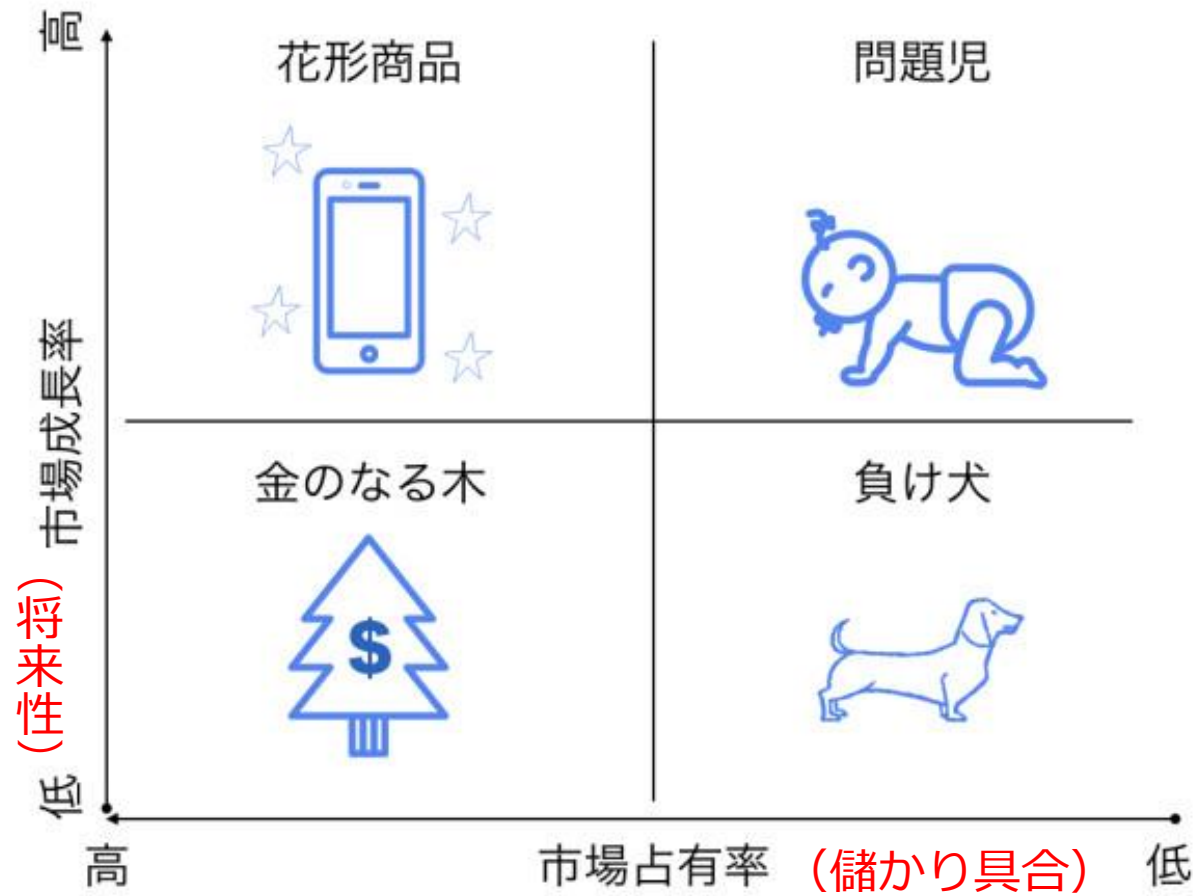 高
花形商品
問題児
市場成長率
(将来性)
金のなる木
負け犬
$
低
高
市場占有率
(儲かり具合)
低